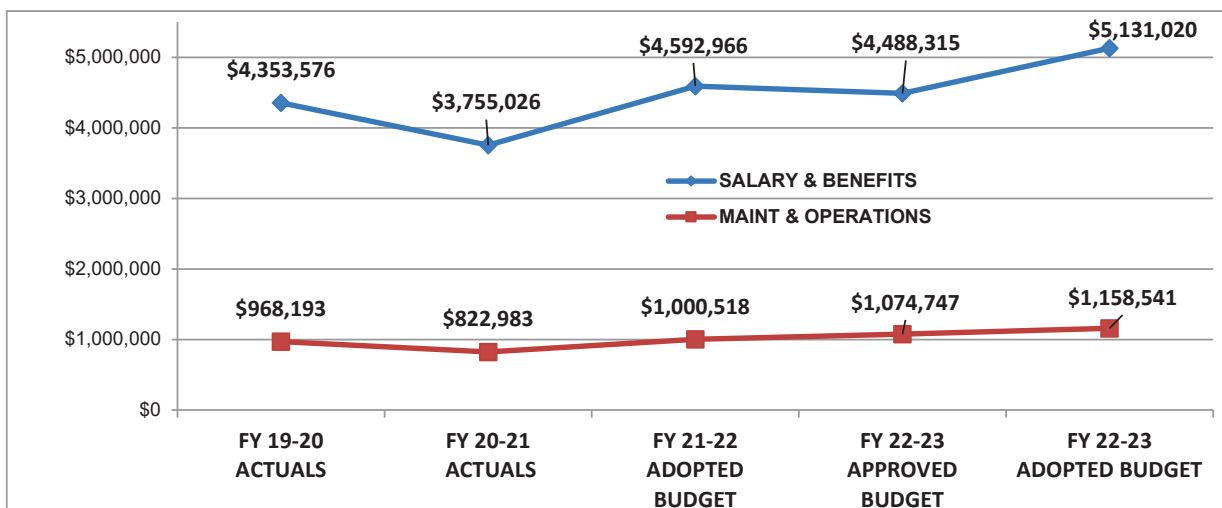 $5,131,020
$4,592,966
$4,488,315
$5,000,000
$4,353,576
$3,755,026
$4,000,000
SALARY & BENEFITS
$3,000,000
MAINT & OPERATIONS
$2,000,000
$968,193
$822,983
$1,000,518
$1,074,747
$1,158,541
$1,000,000
$0
FY 19-20
ACTUALS
FY 20-21
ACTUALS
FY 21-22
ADOPTED
BUDGET
FY 22-23
APPROVED
BUDGET
FY 22-23
ADOPTED BUDGET